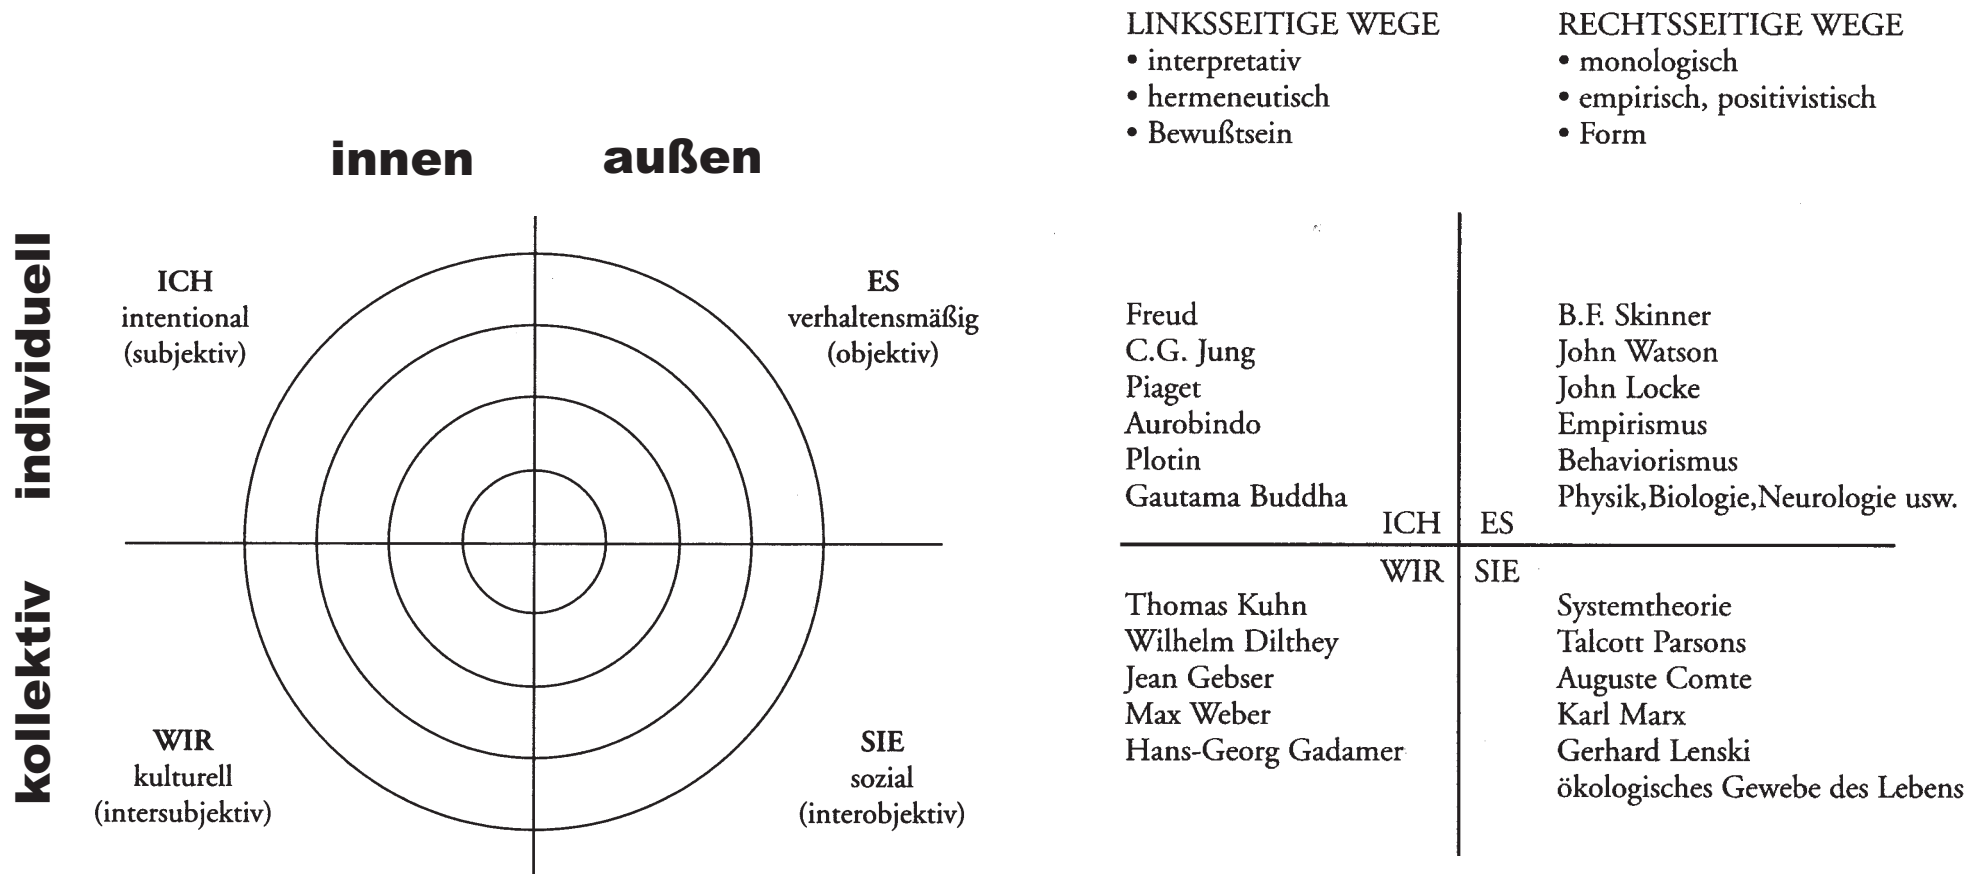 innen außen
individuell
kollektiv
ICH
intentional
(subjektiv)
ES
verhaltensmäßig
(objektiv)
WIR
kulturell
(intersubjektiv)
SIE
sozial
(interobjektiv)
LINKSSEITIGE WEGE
• interpretativ
• hermeneutisch
• Bewußtsein
RECHTSSEITIGE WEGE
• monologisch
• empirisch, positivistisch
• Form
Freud
C.G. Jung
Piaget
Aurobindo
Plotin
Gautama Buddha
ICH
B.F. Skinner
John Watson
John Locke
Empirismus
Behaviorismus
Physik,Biologie,Neurologie usw.
ES
WIR
Thomas Kuhn
Wilhelm Dilthey
Jean Gebser
Max Weber
Hans-Georg Gadamer
SIE
Systemtheorie
Talcott Parsons
Auguste Comte
Karl Marx
Gerhard Lenski
ökologisches Gewebe des Lebens